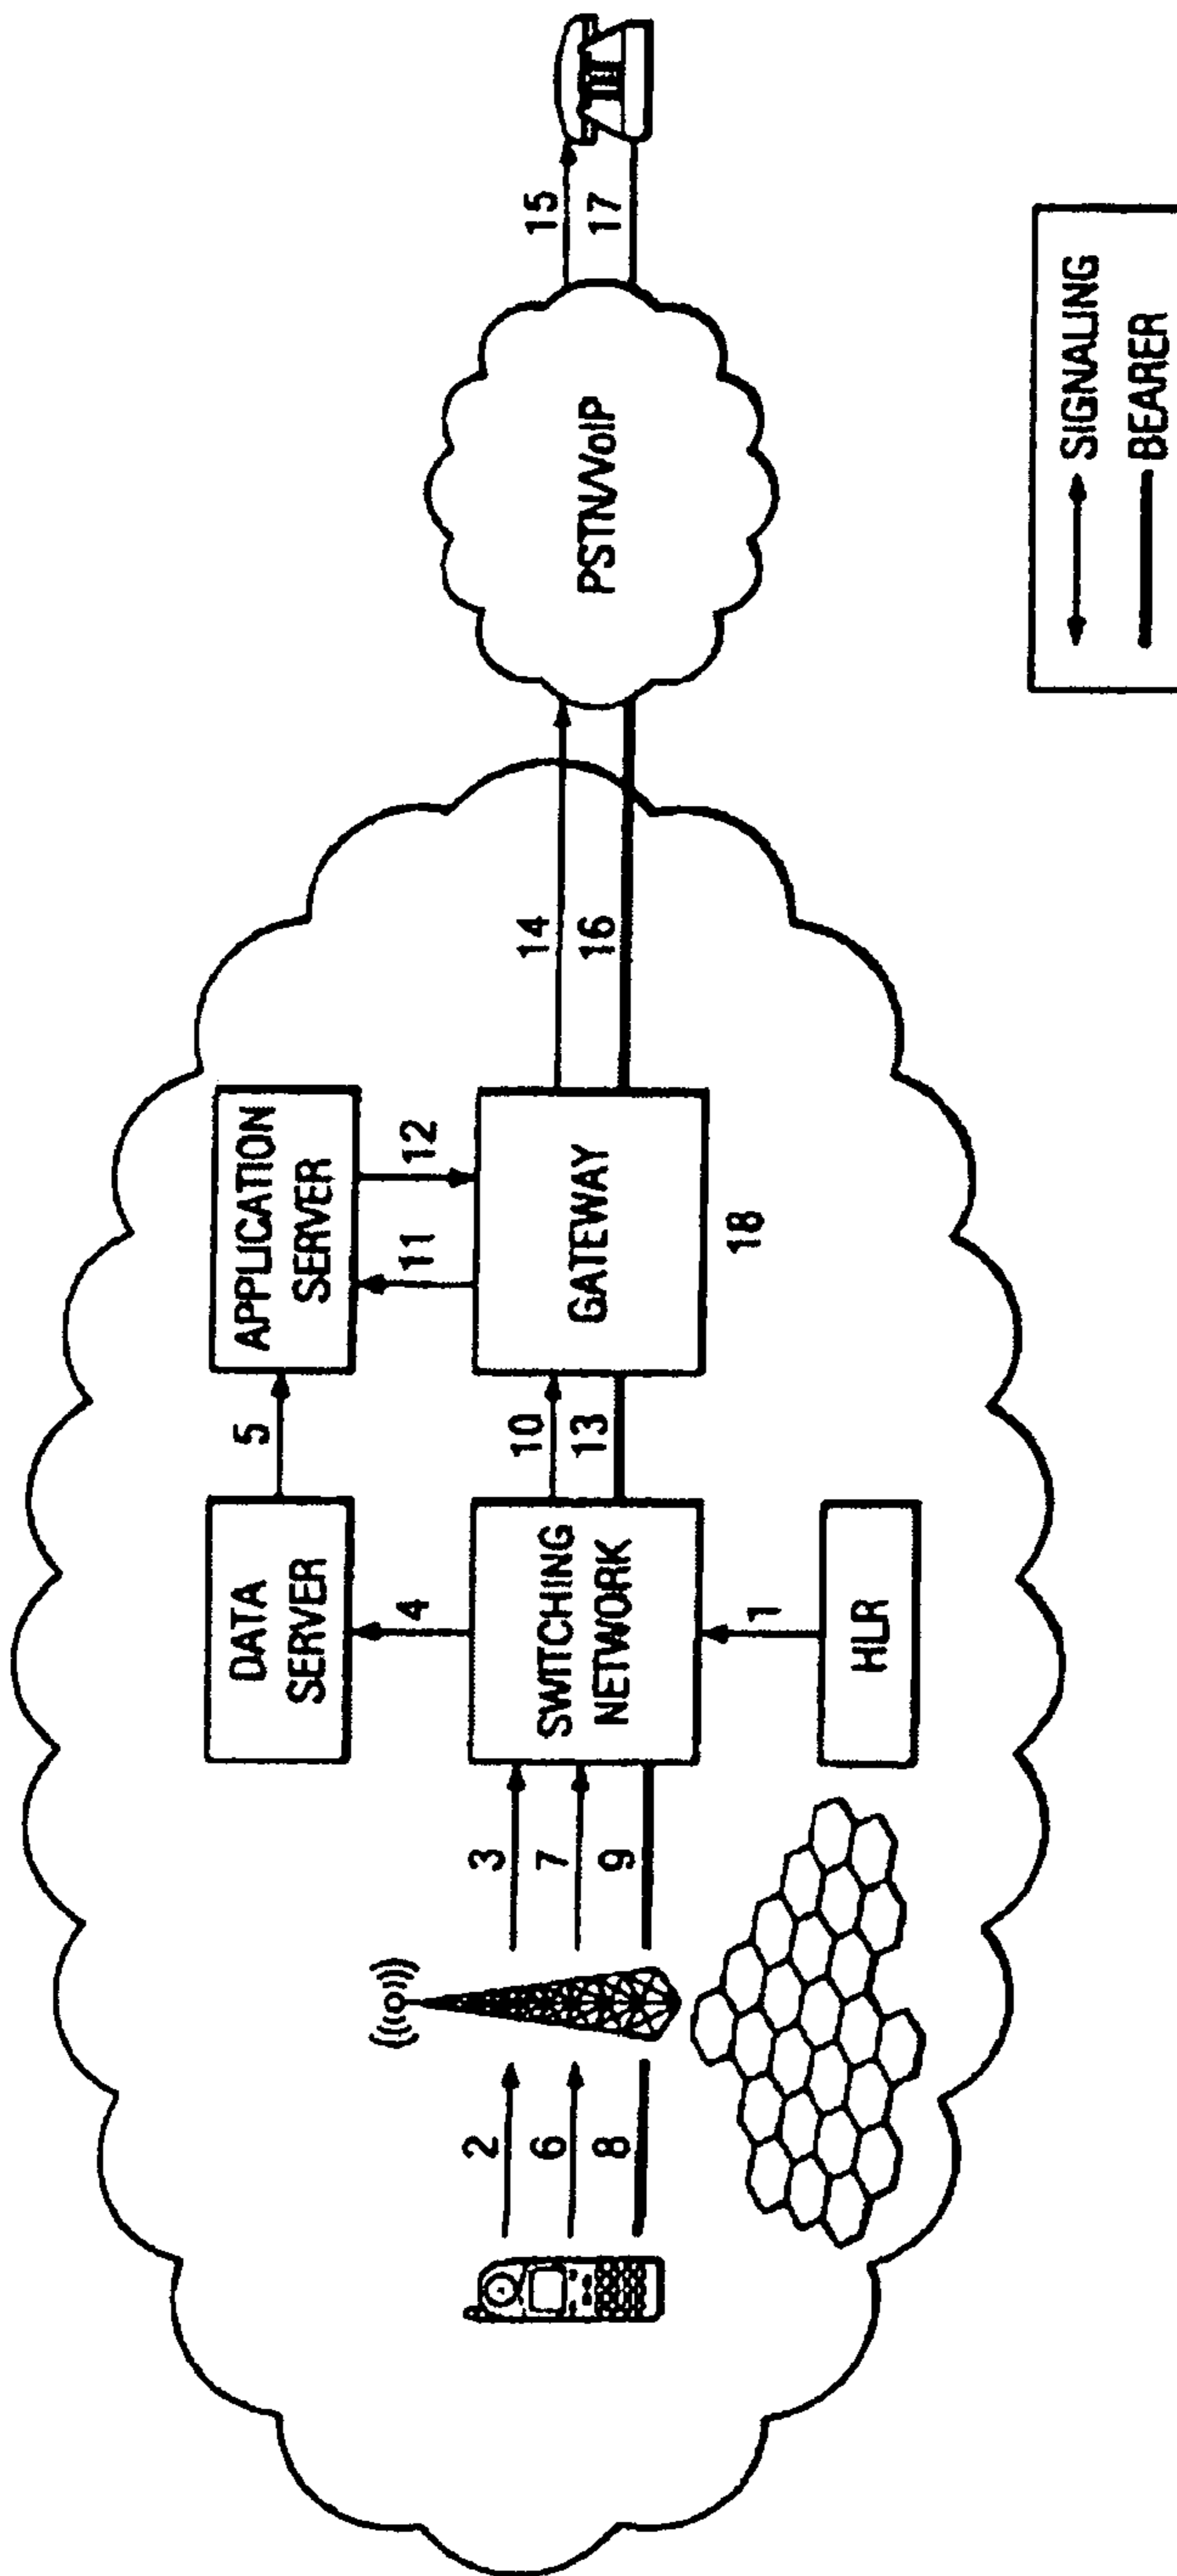 DATA
SERVER
5
APPLICATION
SERVER
4
11
12
2
3
SWITCHING
NETWORK
10
GATEWAY
14
15
6
7
13
16
17
8
9
PSTN/VoIP
1
18
HLR
SIGNALING
BEARER